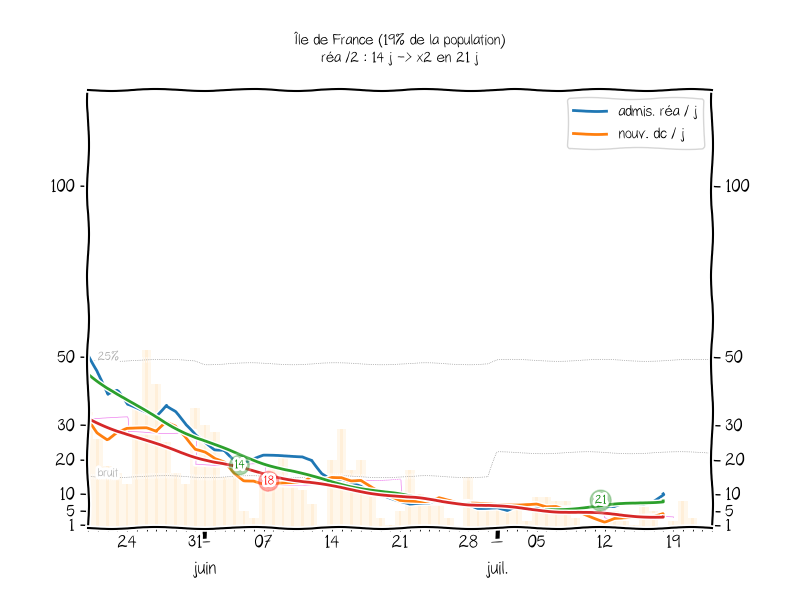 Île de France (19% de la population)
réa /2 : 14 j -> x2 en 21 j
admis. réa / j
nouv. dc / j
100 100
50 25% 50
30 30
20 14 20
bruit 18
10 21 10
5 5
1 1
24 31 07 14 21 28 05 12 19
juin juil.